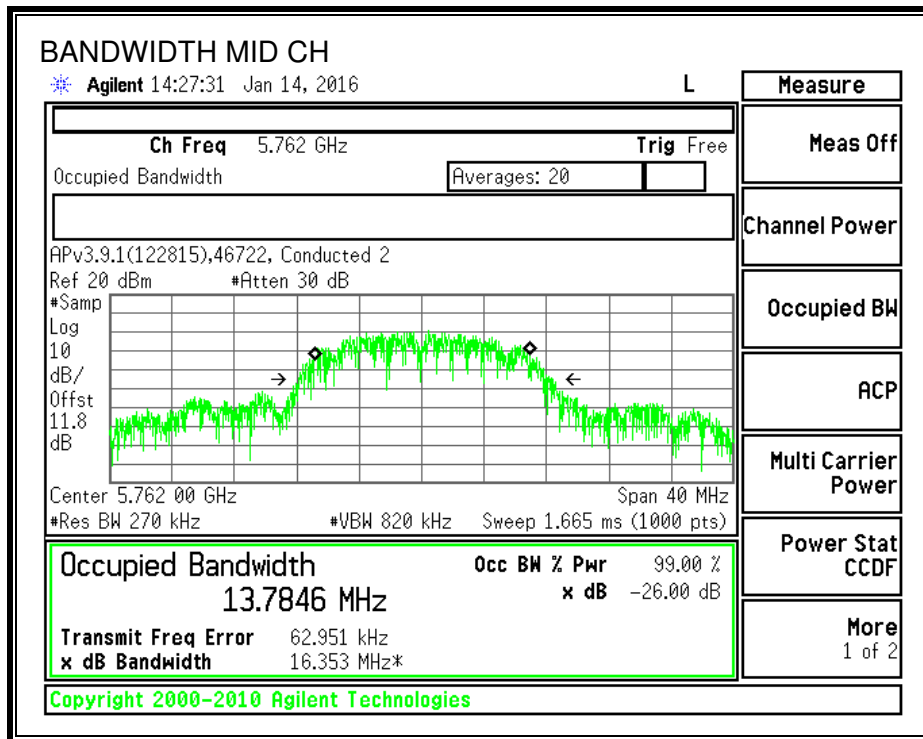 BANDWIDTH MID CH
Agilent 14:27:31 Jan 14, 2016 L
Measure
Ch Freq 5.762 GHz Trig Free
Meas Off
Occupied Bandwidth Averages: 20
Channel Power
APv3.9.1(122815),46722, Conducted 2
Ref 20 dBm #Atten 30 dB
#Samp
Log
10
dB/
Offst
11.8
dB
Occupied BW
ACP
Multi Carrier
Power
Center 5.762 00 GHz Span 40 MHz
#Res BW 270 kHz #VBW 820 kHz Sweep 1.665 ms (1000 pts)
Power Stat
CCDF
Occupied Bandwidth Occ BW % Pwr 99.00 %
13.7846 MHz x dB -26.00 dB
Transmit Freq Error 62.951 kHz
x dB Bandwidth 16.353 MHz*
More
1 of 2
Copyright 2000-2010 Agilent Technologies